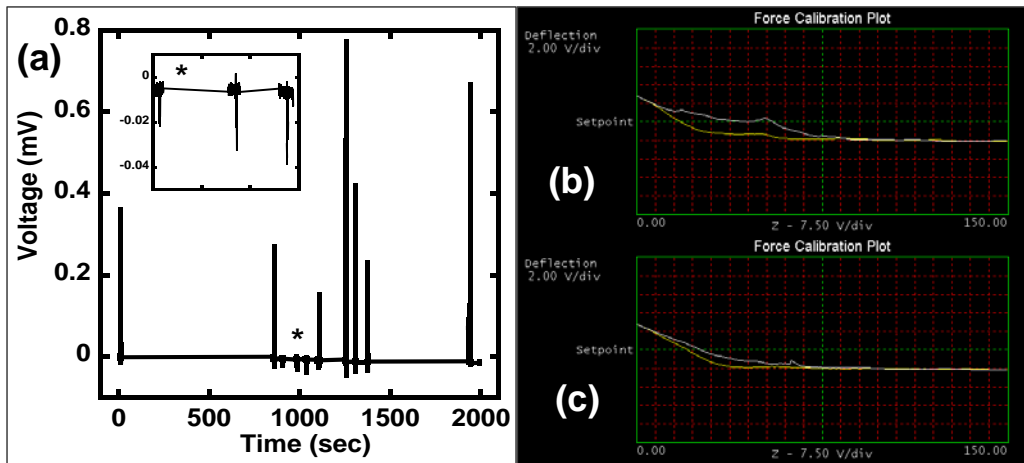 (a)
Voltage (mV)
0.8
0.6
0.4
0.2
0
*
0
-0.02
-0.04
*
0
500
1000
1500
2000
Time (sec)
Force Calibration Plot
Deflection
2.00 V/div
Setpoint
(b)
0.00
Z - 7.50 V/div
150.00
Force Calibration Plot
Deflection
2.00 V/div
Setpoint
(c)
0.00
Z - 7.50 V/div
150.00